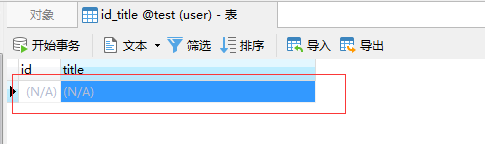 对象
id_title @test (user) - 表
开始事务 文本 筛选 排序 导入 导出
id title
(N/A) (N/A)